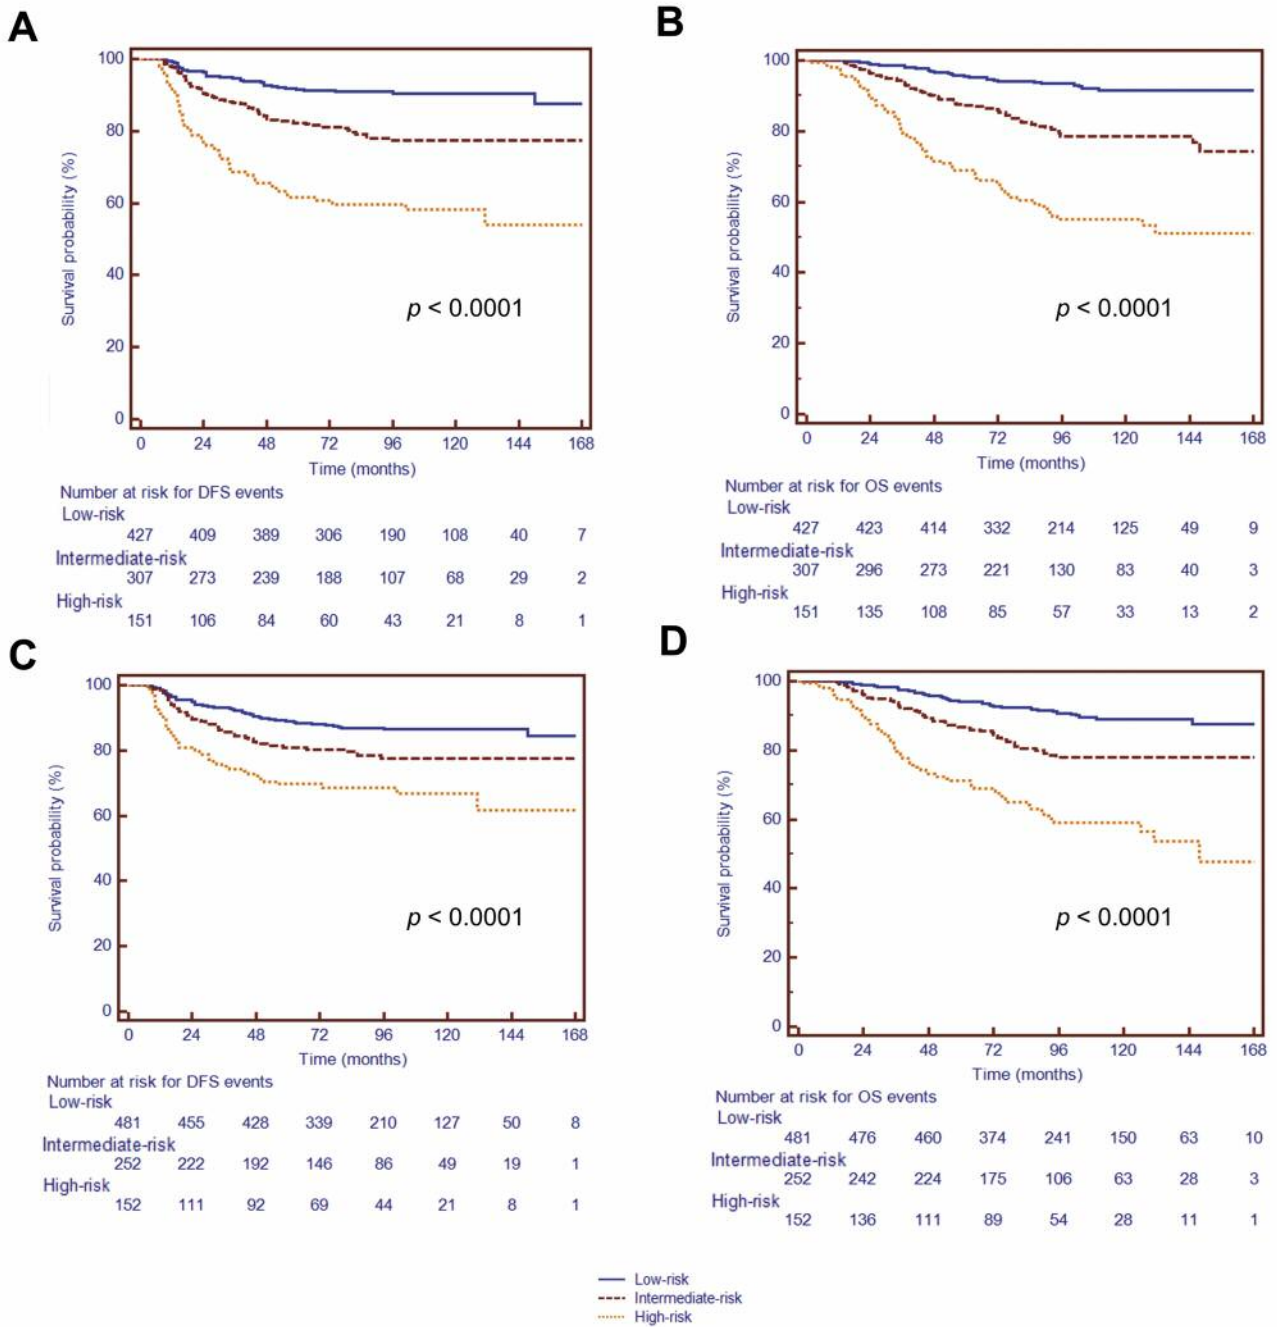 A
100
80
60
40
20
0
Survival probability (%)
p < 0.0001
0 24 48 72 96 120 144 168
Time (months)
Number at risk for DFS events
Low-risk
427 409 389 306 190 108 40 7
Intermediate-risk
307 273 239 188 107 68 29 2
High-risk
151 106 84 60 43 21 8 1
B
100
80
60
40
20
0
Survival probability (%)
p < 0.0001
0 24 48 72 96 120 144 168
Time (months)
Number at risk for OS events
Low-risk
427 423 414 332 214 125 49 9
Intermediate-risk
307 296 273 221 130 83 40 3
High-risk
151 135 108 85 57 33 13 2
C
100
80
60
40
20
0
Survival probability (%)
p < 0.0001
0 24 48 72 96 120 144 168
Time (months)
Number at risk for DFS events
Low-risk
481 455 428 339 210 127 50 8
Intermediate-risk
252 222 192 146 86 49 19 1
High-risk
152 111 92 69 44 21 8 1
D
100
80
60
40
20
0
Survival probability (%)
p < 0.0001
0 24 48 72 96 120 144 168
Time (months)
Number at risk for OS events
Low-risk
481 476 460 374 241 150 63 10
Intermediate-risk
252 242 224 175 106 63 28 3
High-risk
152 136 111 89 54 28 11 1
Low-risk
Intermediate-risk
High-risk